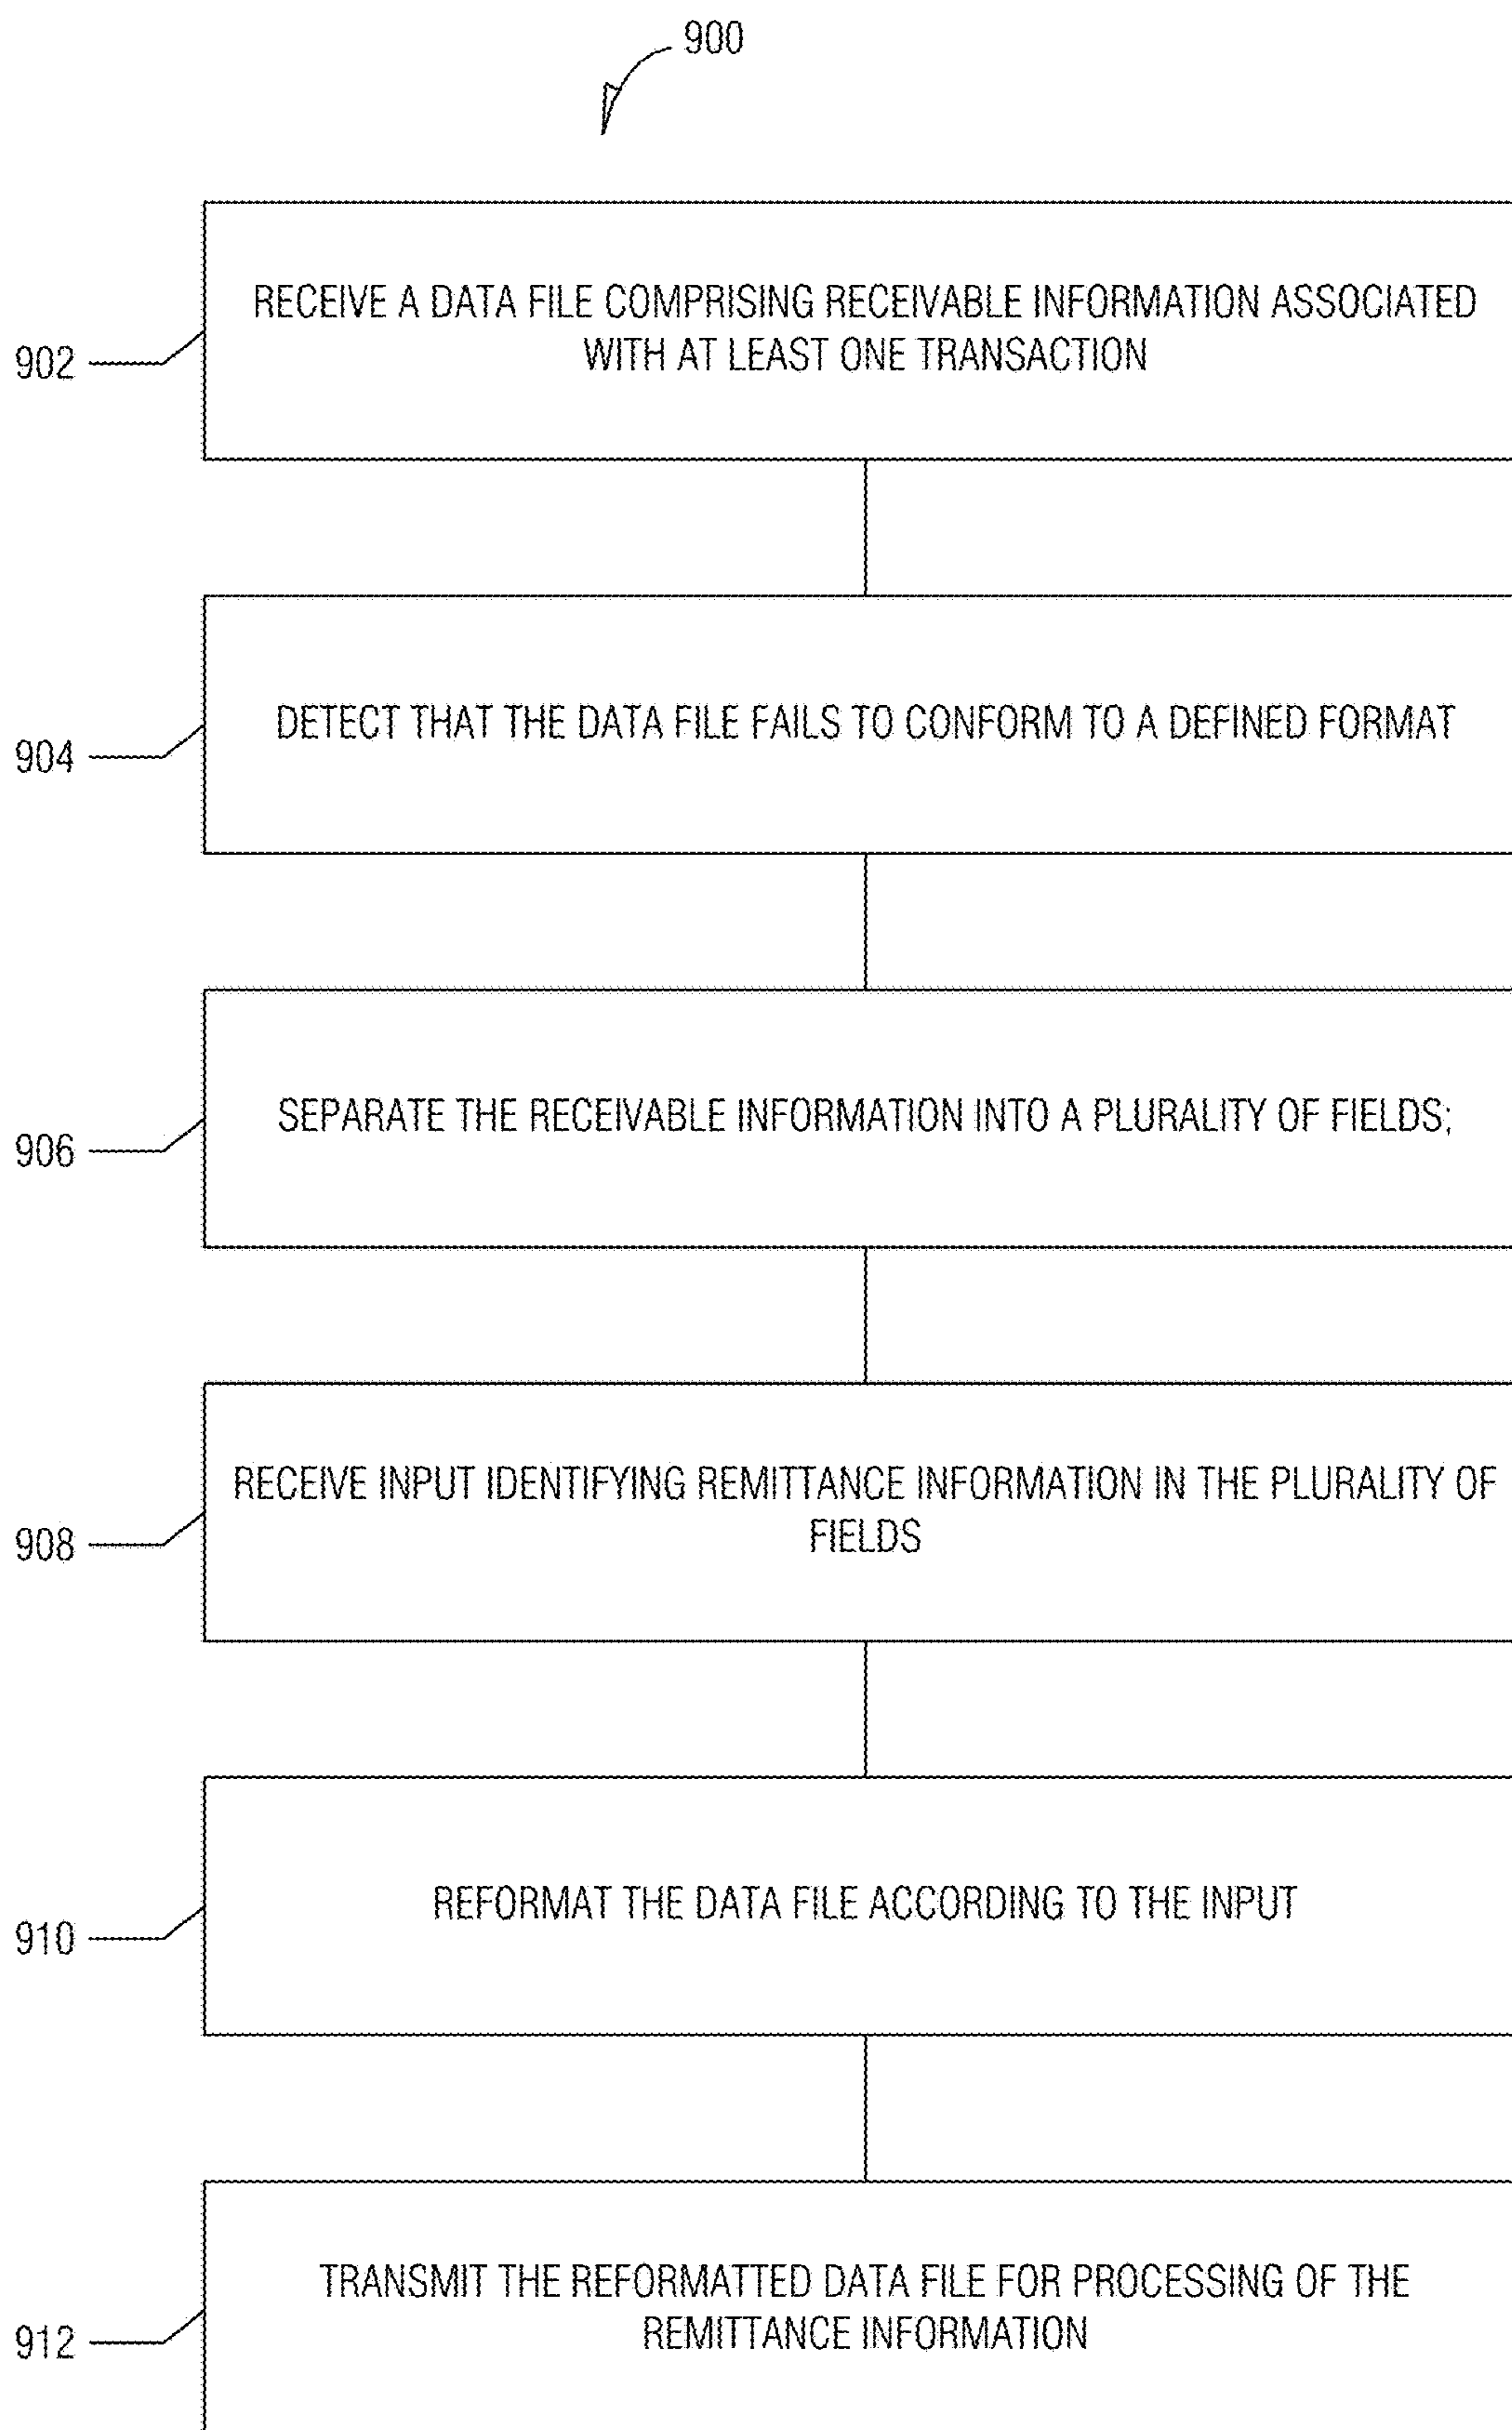 900
RECEIVE A DATA FILE COMPRISING RECEIVABLE INFORMATION ASSOCIATED
WITH AT LEAST ONE TRANSACTION
902
DETECT THAT THE DATA FILE FAILS TO CONFORM TO A DEFINED FORMAT
904
SEPARATE THE RECEIVABLE INFORMATION INTO A PLURALITY OF FIELDS;
906
RECEIVE INPUT IDENTIFYING REMITTANCE INFORMATION IN THE PLURALITY OF
FIELDS
908
REFORMAT THE DATA FILE ACCORDING TO THE INPUT
910
TRANSMIT THE REFORMATTED DATA FILE FOR PROCESSING OF THE
REMITTANCE INFORMATION
912